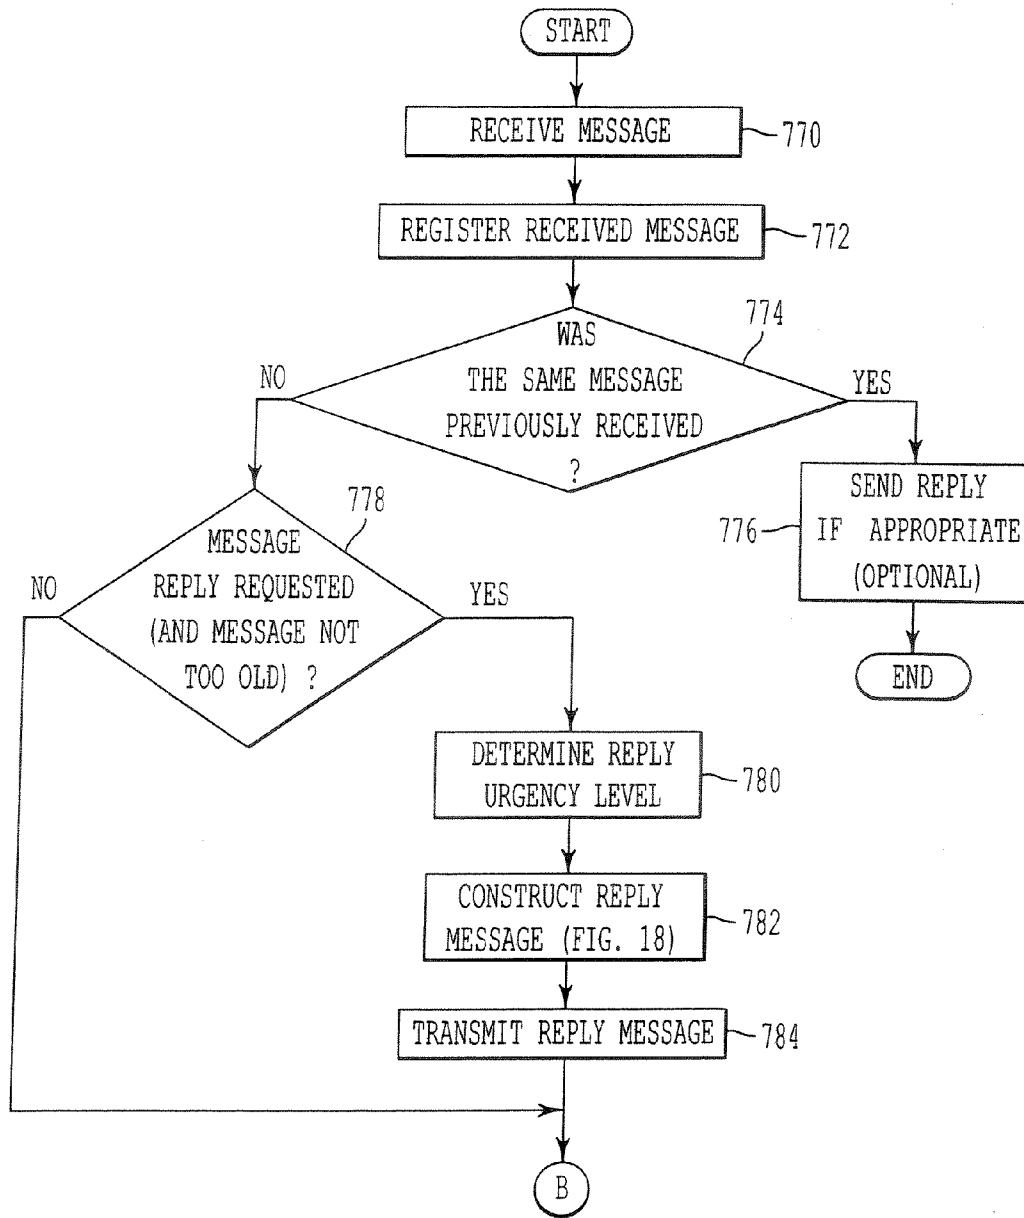 START
RECEIVE MESSAGE
770
REGISTER RECEIVED MESSAGE
772
774
WAS
THE SAME MESSAGE
PREVIOUSLY RECEIVED
?
NO
YES
778
MESSAGE
REPLY REQUESTED
(AND MESSAGE NOT
TOO OLD) ?
776
SEND REPLY
IF APPROPRIATE
(OPTIONAL)
END
NO
YES
DETERMINE REPLY
URGENCY LEVEL
780
CONSTRUCT REPLY
MESSAGE (FIG. 18)
782
TRANSMIT REPLY MESSAGE
784
B